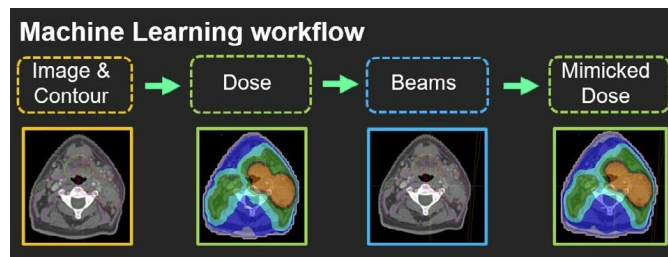 Machine Learning workflow
Image &
Contour
Dose
Beams
Mimicked
Dose